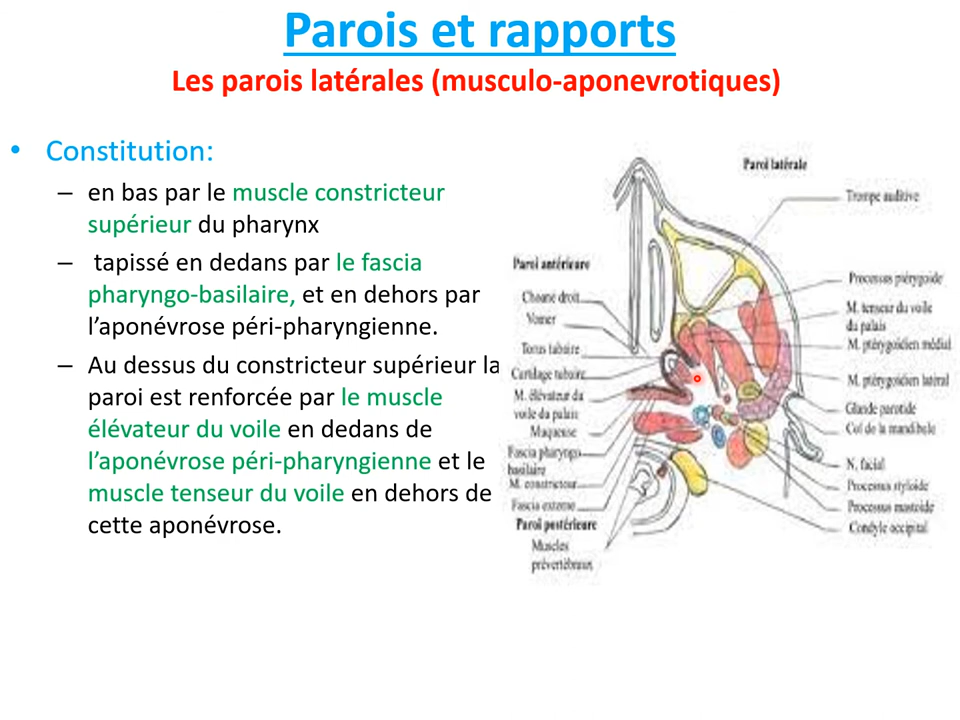 Parois et rapports
Les parois latérales (musculo-aponevrotiques)
• Constitution:
– en bas par le muscle constricteur
supérieur du pharynx
– tapissé en dedans par le fascia
pharyngo-basilaire, et en dehors par
l’aponévrose péri-pharyngienne.
– Au dessus du constricteur supérieur la
paroi est renforcée par le muscle
élévateur du voile en dedans de
l’aponévrose péri-pharyngienne et le
muscle tenseur du voile en dehors de
cette aponévrose.
Paroi latérale
Trompe auditive
Paroi antérieure
Choane droit
Vomer
Torus tubaire
Cartilage tubaire
M. élévateur du
voile du palais
Muqueuse
Fascia pharyngo
basilaire
M. constricteur
Fascia externe
Paroi postérieure
Muscles
prévertébraux
Processus ptérygoïde
M. tenseur du voile
du palais
M. ptérygoïdien médial
M. ptérygoïdien latéral
Glande parotide
Col de la mandibule
N. facial
Processus styloïde
Processus mastoïde
Condyle occipital